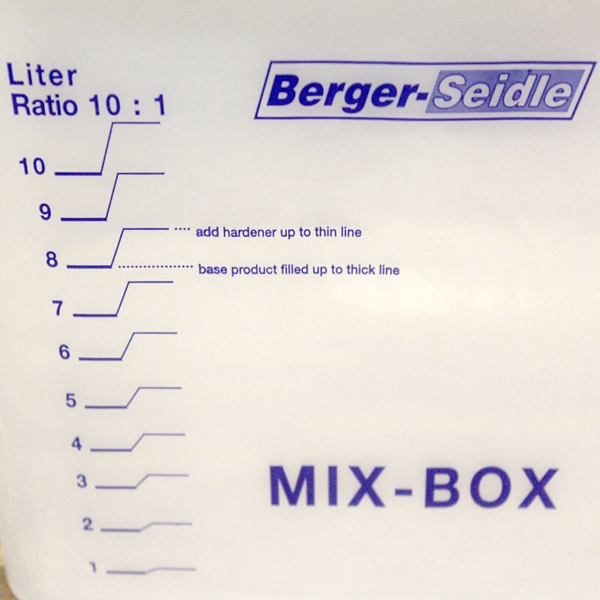 Liter
Ratio 10 : 1
Berger-Seidle
10
9
8
add hardener up to thin line
base product filled up to thick line
7
6
5
4
3
2
1
MIX-BOX